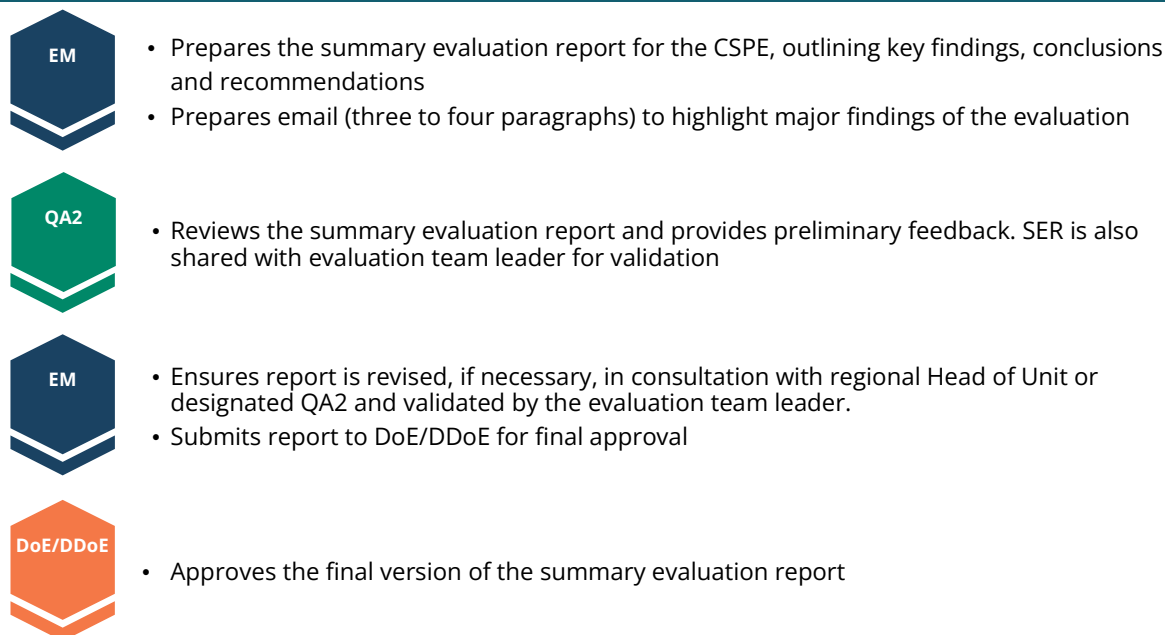 EM
• Prepares the summary evaluation report for the CSPE, outlining key findings, conclusions
and recommendations
• Prepares email (three to four paragraphs) to highlight major findings of the evaluation
QA2
• Reviews the summary evaluation report and provides preliminary feedback. SER is also
shared with evaluation team leader for validation
EM
• Ensures report is revised, if necessary, in consultation with regional Head of Unit or
designated QA2 and validated by the evaluation team leader.
• Submits report to DoE/DDoE for final approval
DoE/DDoE
• Approves the final version of the summary evaluation report